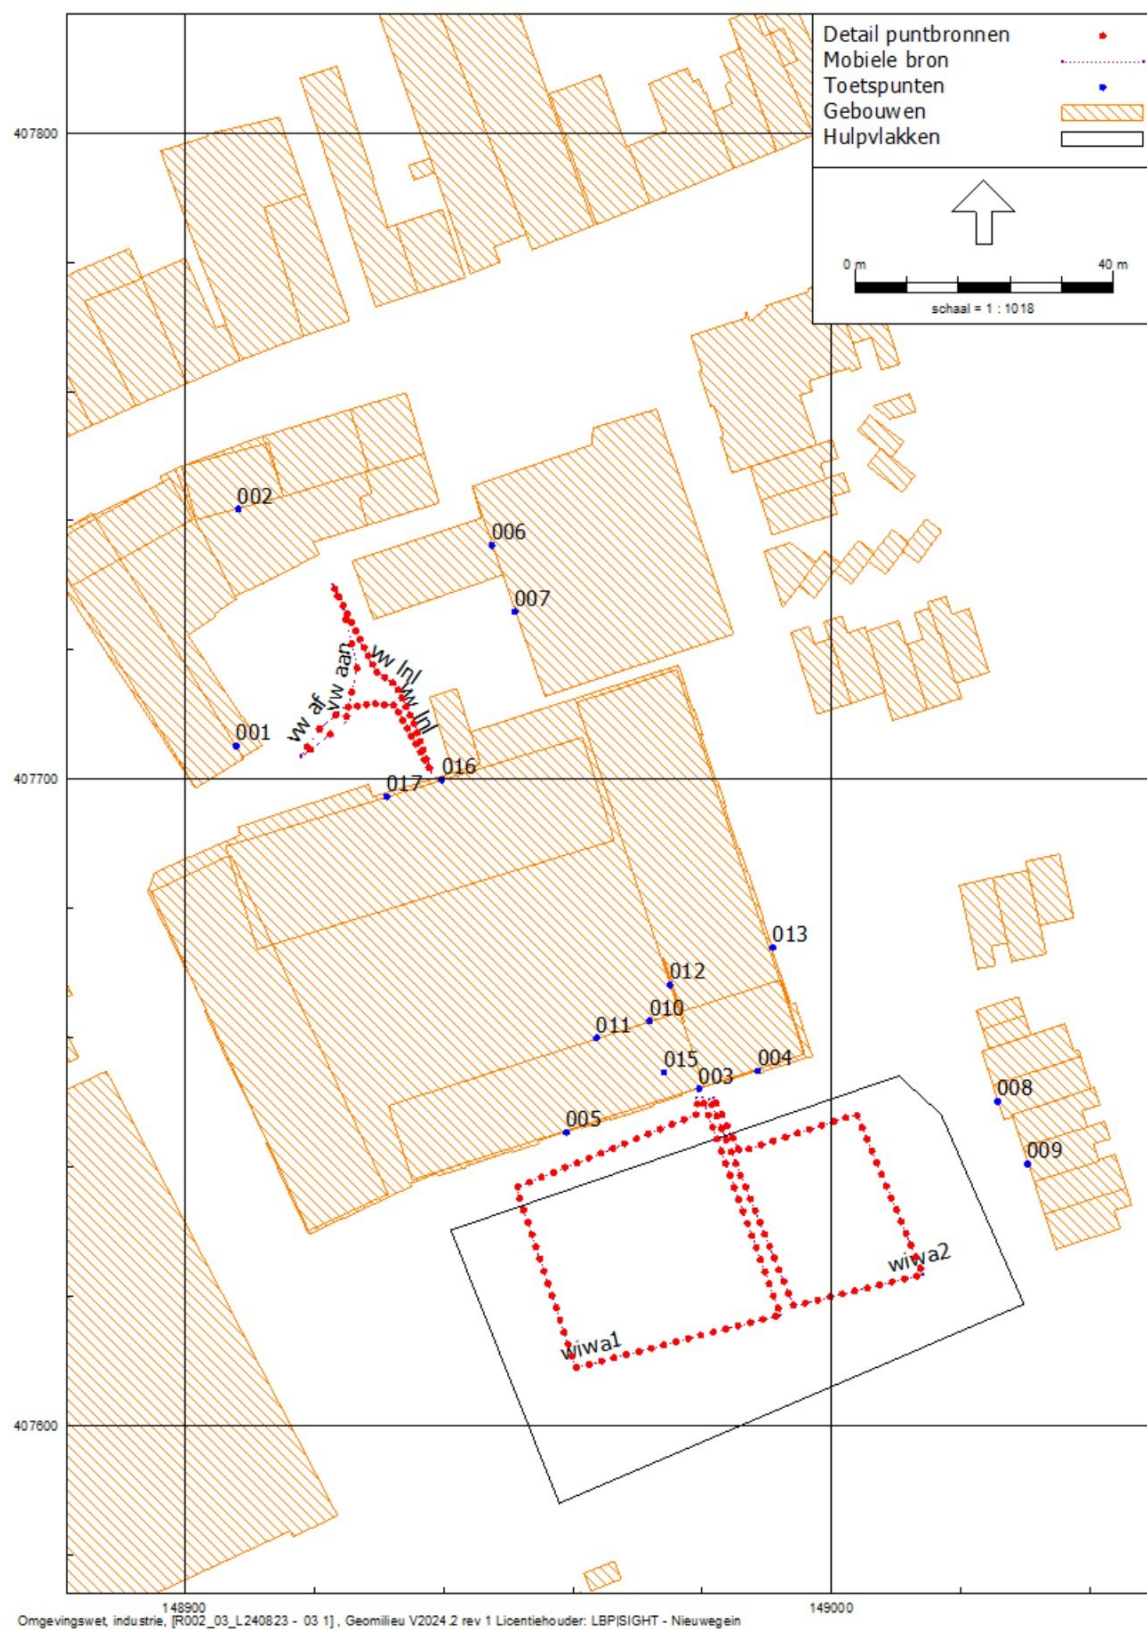 Detail puntbronnen
Mobiele bron
Toetspunten
Gebouwen
Hulpvlakken
0 m 40 m
schaal = 1 : 1018
407800
002
006
007
vw lnl
vw aan
vw lnl
vw af
001
016
407700
017
013
012
010
011
015
004
003
008
005
009
wiwa2
wiwa1
407600
148900 149000
Omgevingswet, industrie, [R002_03_L240823 - 03 1] , Geomilieu V2024.2 rev 1 Licentiehouder: LBP|SIGHT - Nieuwegein